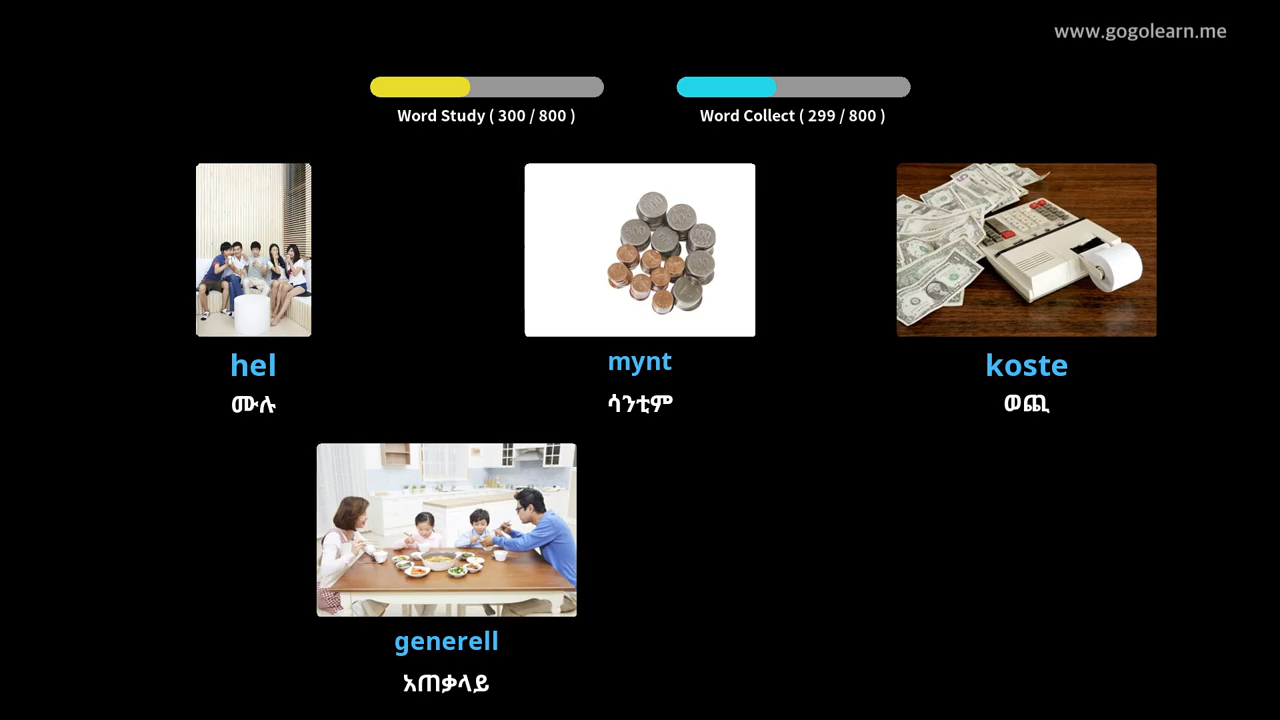 www.gogolearn.me
Word Study ( 300 / 800 )
Word Collect ( 299 / 800 )
hel
ሙሉ
mynt
ሳንቲም
koste
ወጪ
generell
አጠቃላይ